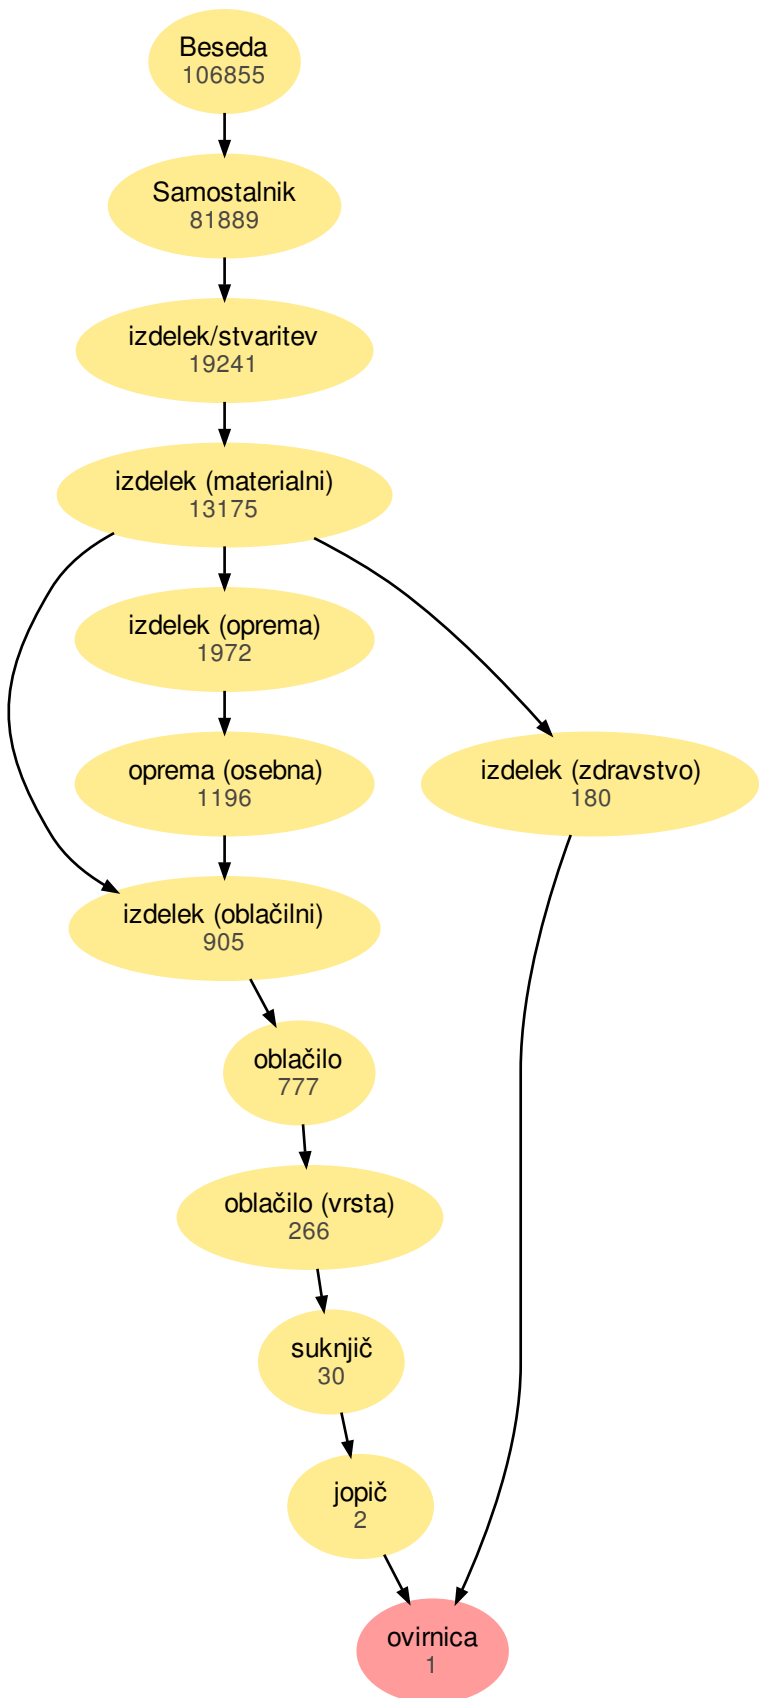 Beseda
106855
Samostalnik
81889
izdelek/stvaritev
19241
izdelek (materialni)
13175
izdelek (oprema)
1972
oprema (osebna)
1196
izdelek (zdravstvo)
180
izdelek (oblačilni)
905
oblačilo
777
oblačilo (vrsta)
266
suknjič
30
jopič
2
ovirnica
1